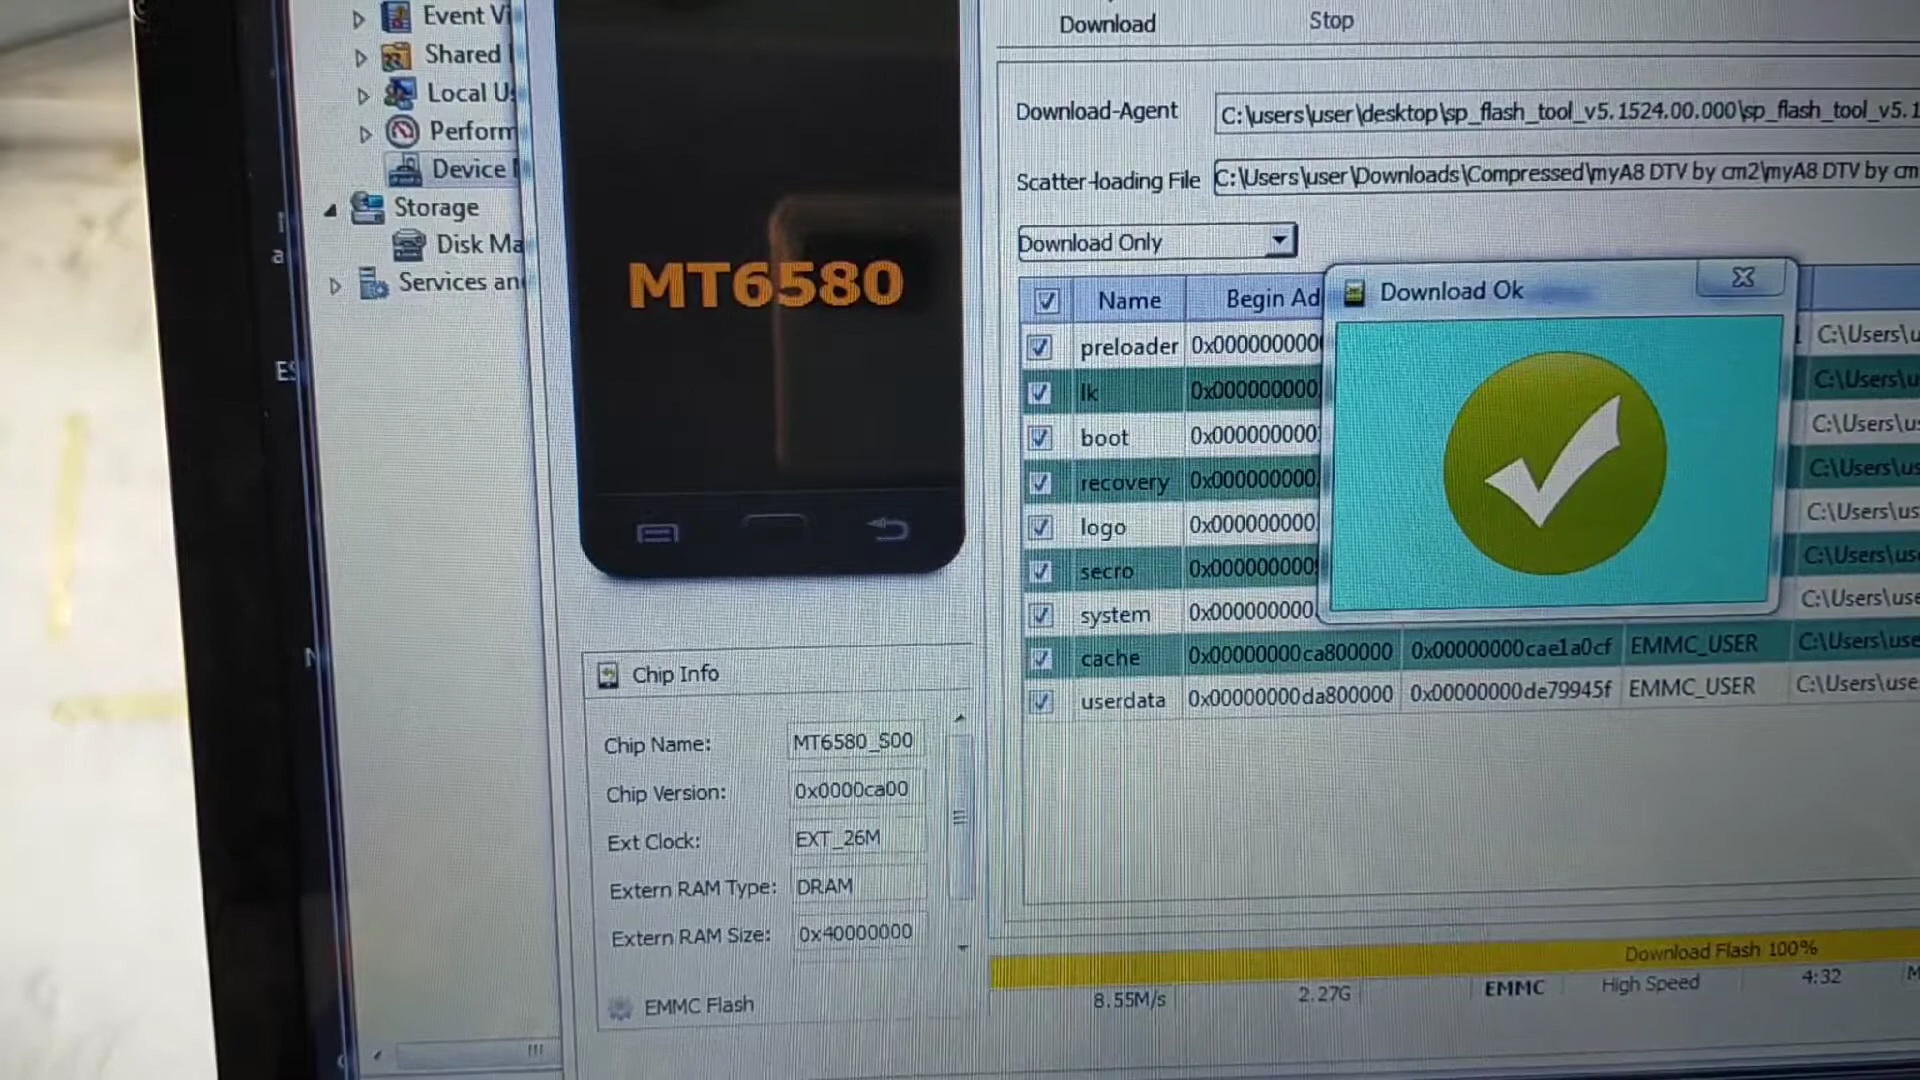 Event Vi
Shared
Local Us
Perform
Device
Storage
Disk Ma
Services an
MT6580
Download
Stop
Download-Agent
C:\users\user\desktop\sp_flash_tool_v5.1524.00.000\sp_flash_tool_v5.1
Scatter-loading File
C:\Users\user\Downloads\Compressed\myA8 DTV by cm2\myA8 DTV by cm
Download Only
Name Begin Ad
Download Ok
preloader 0x0000000000 C:\Users\u
lk 0x000000000 C:\Users\u
boot 0x000000000 C:\Users\us
recovery 0x000000000 C:\Users\us
logo 0x000000000 C:\Users\us
secro 0x000000000 C:\Users\us
system 0x000000000 C:\Users\use
cache 0x00000000ca800000 0x00000000cae1a0cf EMMC_USER C:\Users\use
userdata 0x00000000da800000 0x00000000de79945f EMMC_USER C:\Users\use
Chip Info
Chip Name: MT6580_S00
Chip Version: 0x0000ca00
Ext Clock: EXT_26M
Extern RAM Type: DRAM
Extern RAM Size: 0x40000000
EMMC Flash
Download Flash 100%
8.55M/s 2.27G EMMC High Speed 4:32